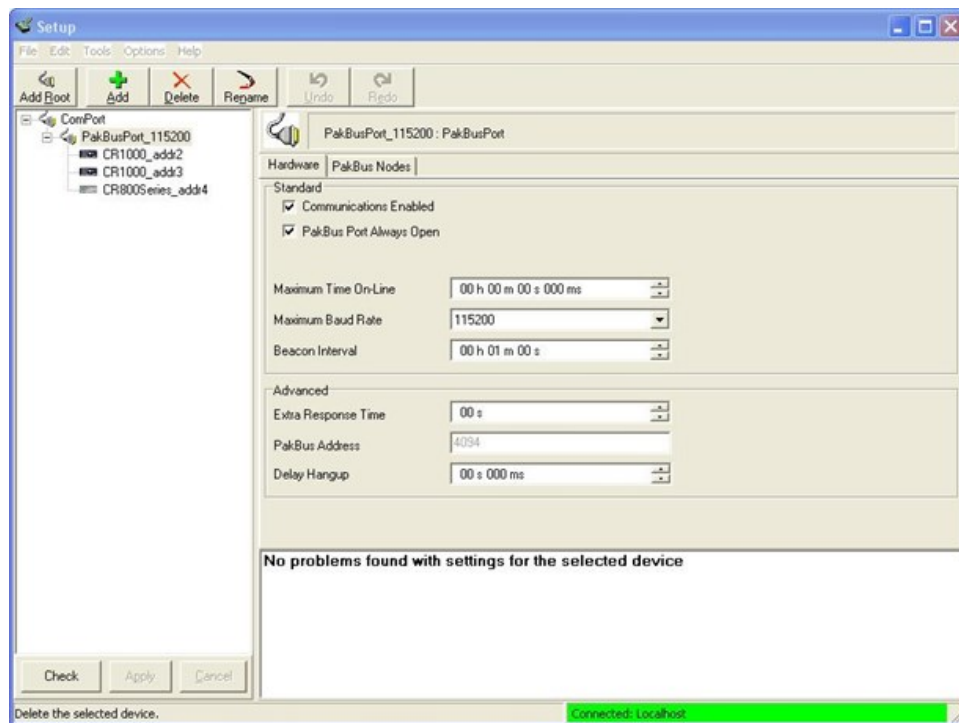 Setup
File Edit Tools Options Help
Add Root Add Delete Rename Undo Redo
ComPort
PakBusPort_115200
CR1000_addr2
CR1000_addr3
CR800Series_addr4
PakBusPort_115200 : PakBusPort
Hardware PakBus Nodes
Standard
Communications Enabled
PakBus Port Always Open
Maximum Time On-Line 00 h 00 m 00 s 000 ms
Maximum Baud Rate 115200
Beacon Interval 00 h 01 m 00 s
Advanced
Extra Response Time 00 s
PakBus Address 4094
Delay Hangup 00 s 000 ms
No problems found with settings for the selected device
Check Apply Cancel
Delete the selected device. Connected: Localhost